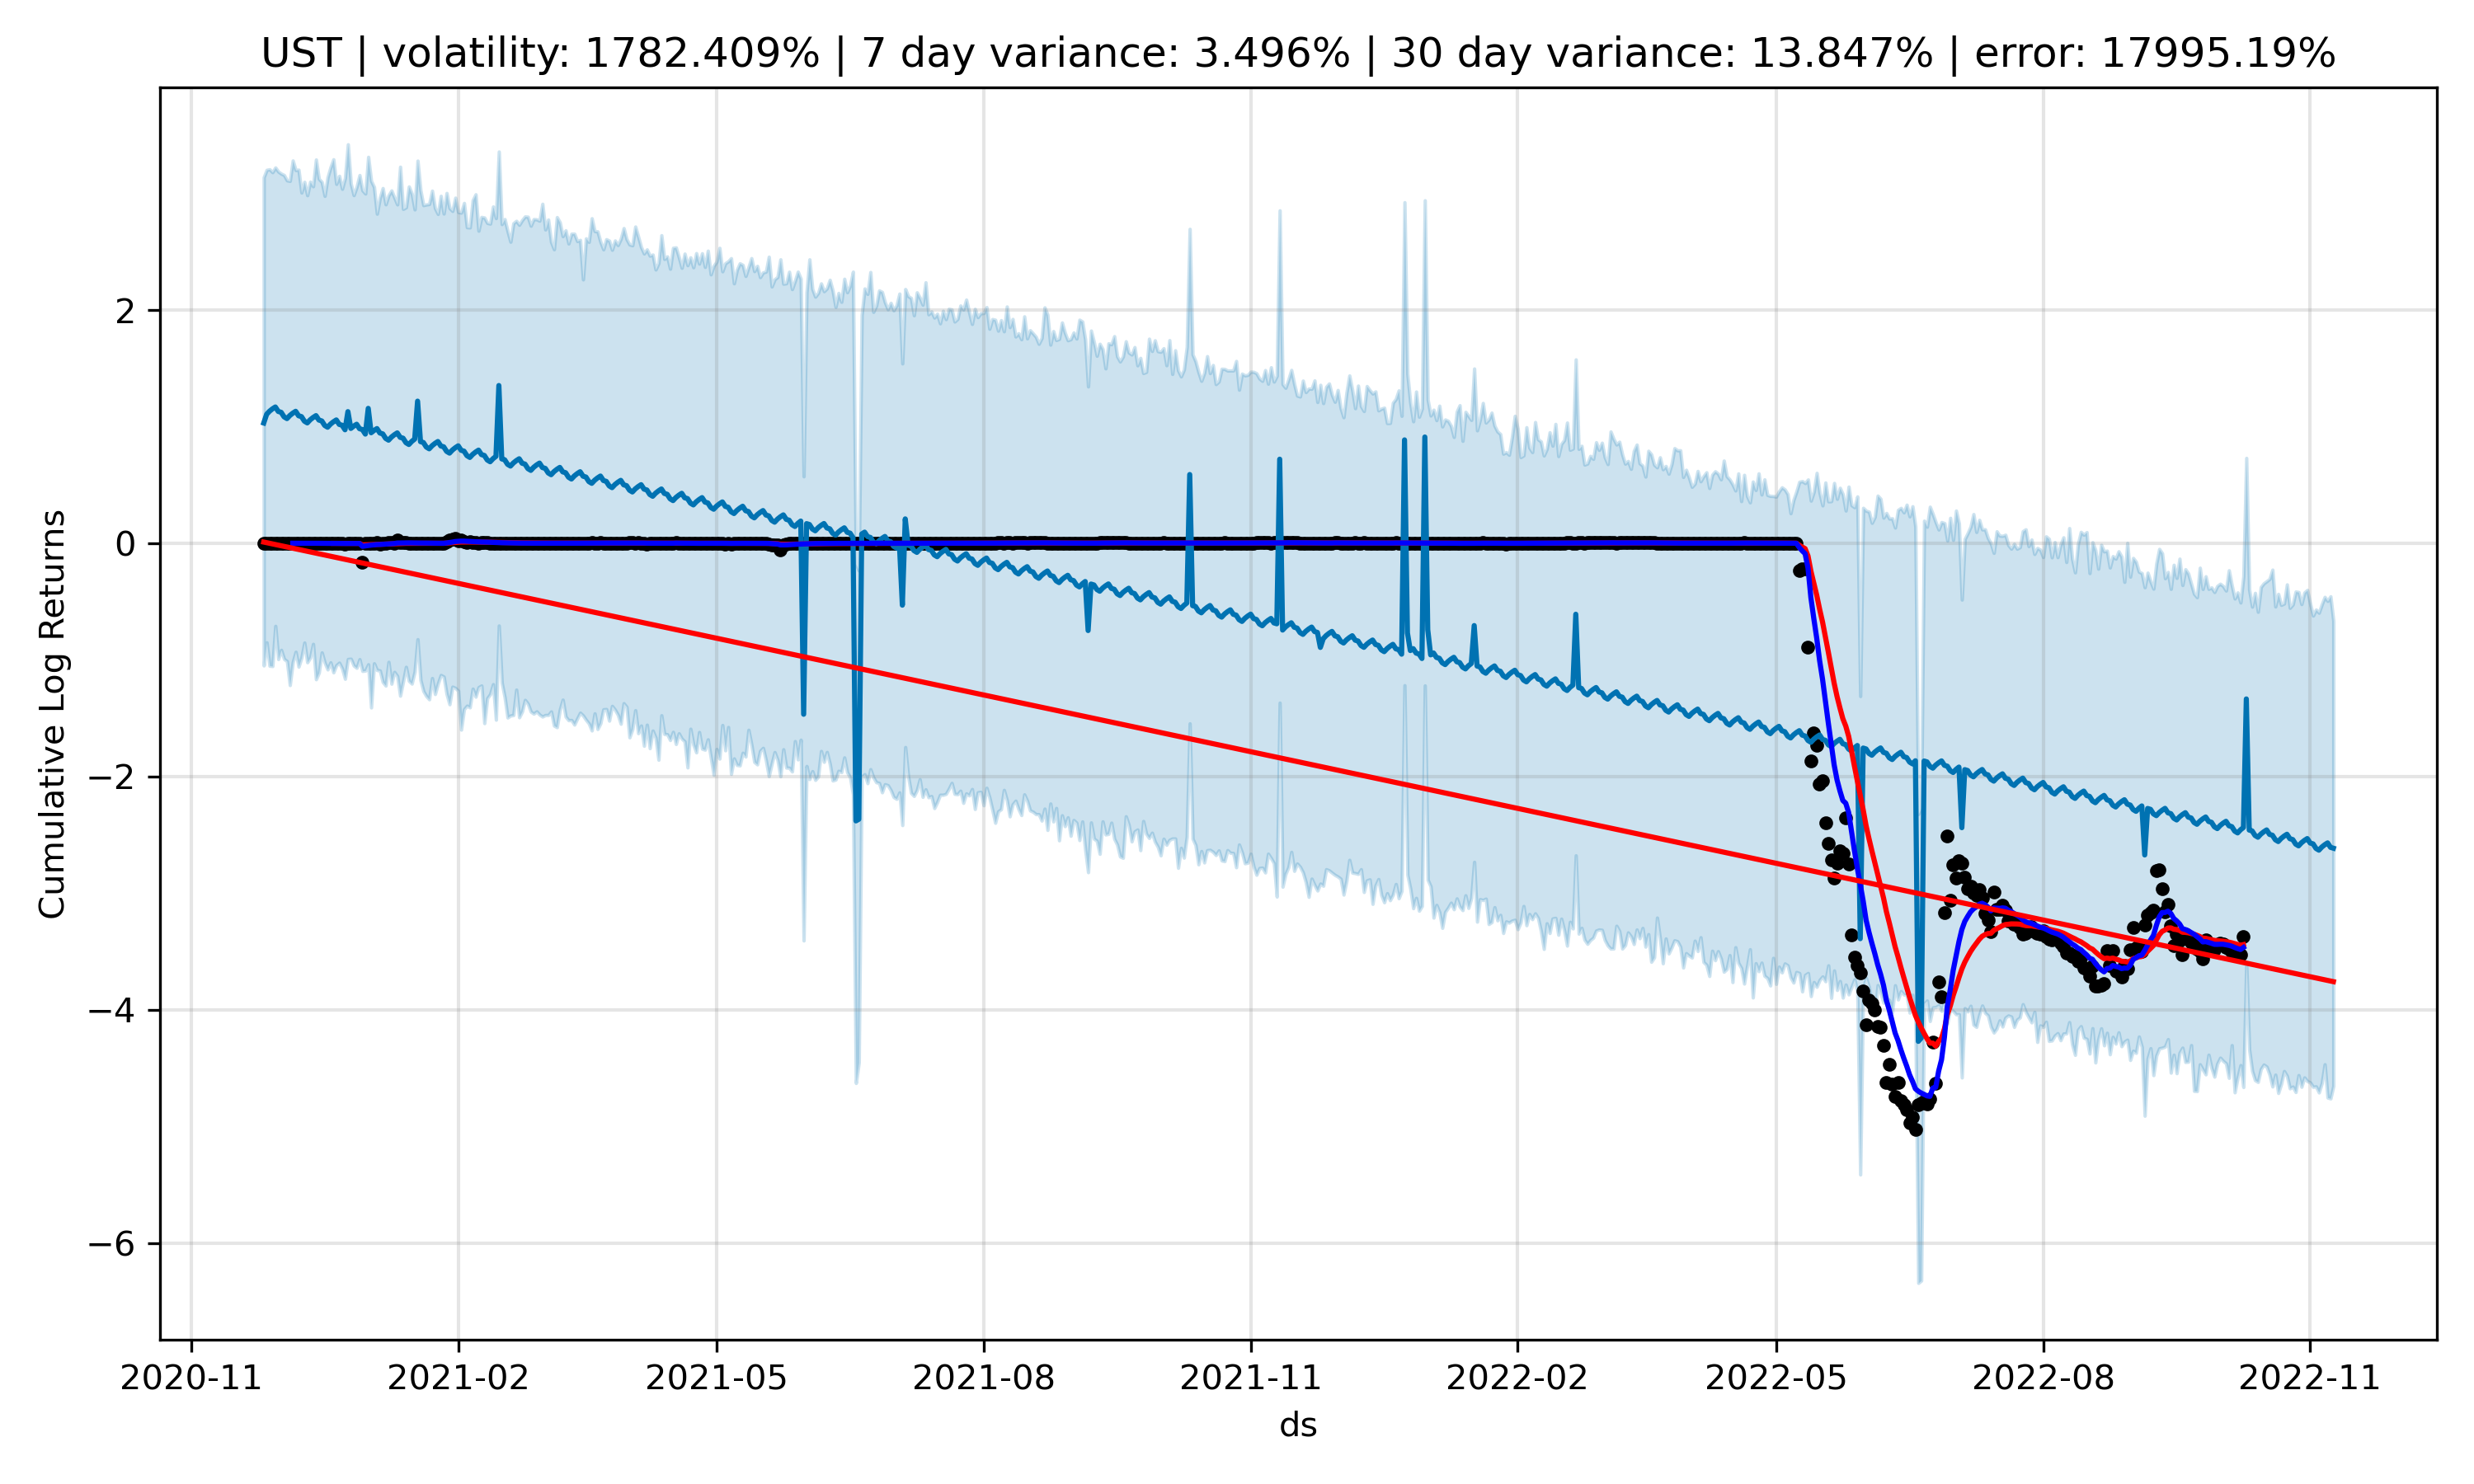 UST | volatility: 1782.409% | 7 day variance: 3.496% | 30 day variance: 13.847% | error: 17995.19%
Cumulative Log Returns
2
0
−2
−4
−6
2020-11 2021-02 2021-05 2021-08 2021-11 2022-02 2022-05 2022-08 2022-11
ds